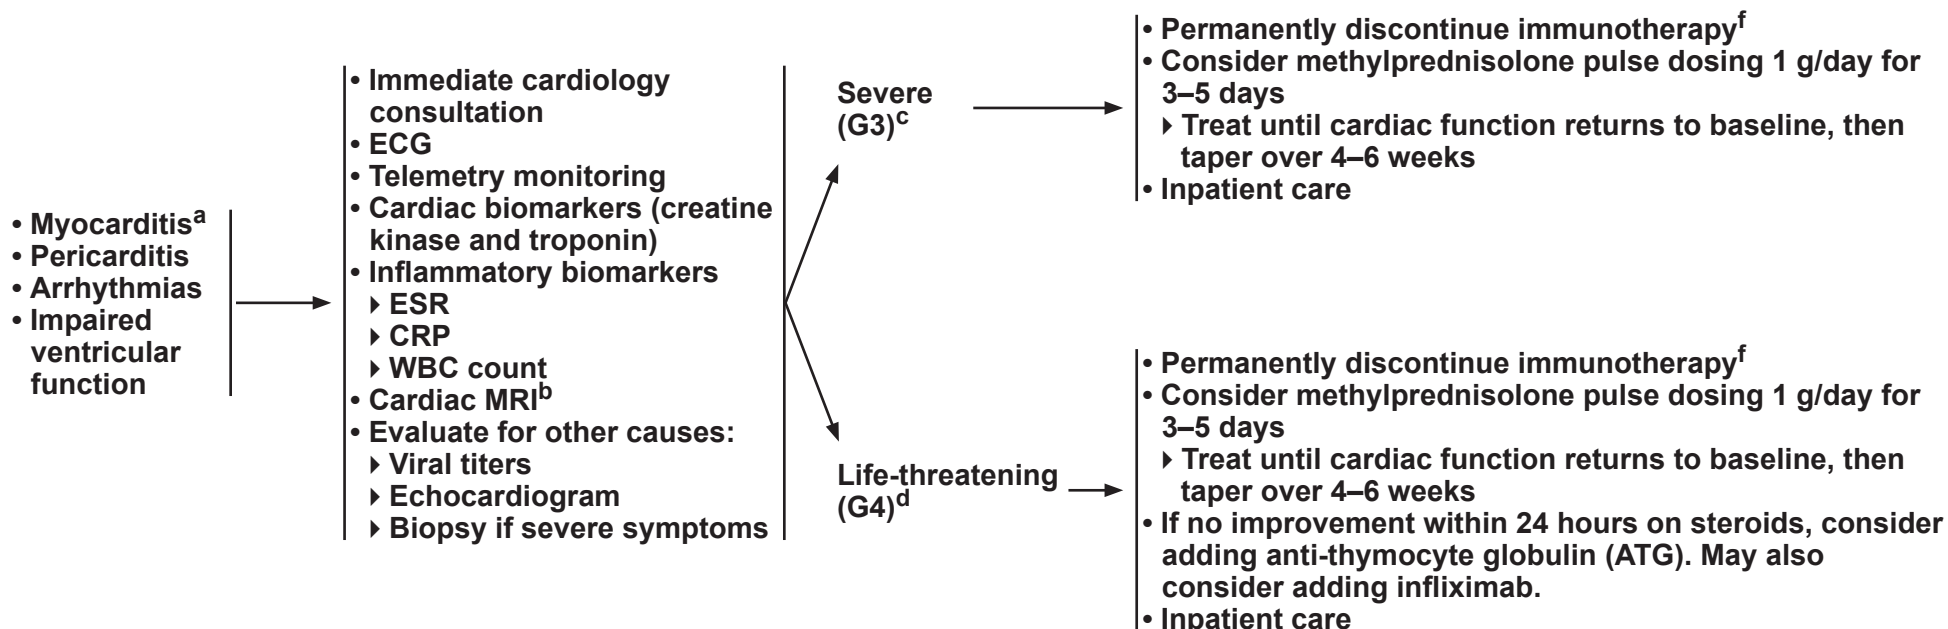 • Myocarditisᵃ
• Pericarditis
• Arrhythmias
• Impaired
ventricular
function
• Immediate cardiology
consultation
• ECG
• Telemetry monitoring
• Cardiac biomarkers (creatine
kinase and troponin)
• Inflammatory biomarkers
▸ ESR
▸ CRP
▸ WBC count
• Cardiac MRIᵇ
• Evaluate for other causes:
▸ Viral titers
▸ Echocardiogram
▸ Biopsy if severe symptoms
Severe
(G3)ᶜ
• Permanently discontinue immunotherapyᶠ
• Consider methylprednisolone pulse dosing 1 g/day for
3–5 days
▸ Treat until cardiac function returns to baseline, then
taper over 4–6 weeks
• Inpatient care
Life-threatening
(G4)ᵈ
• Permanently discontinue immunotherapyᶠ
• Consider methylprednisolone pulse dosing 1 g/day for
3–5 days
▸ Treat until cardiac function returns to baseline, then
taper over 4–6 weeks
• If no improvement within 24 hours on steroids, consider
adding anti-thymocyte globulin (ATG). May also
consider adding infliximab.
• Inpatient care